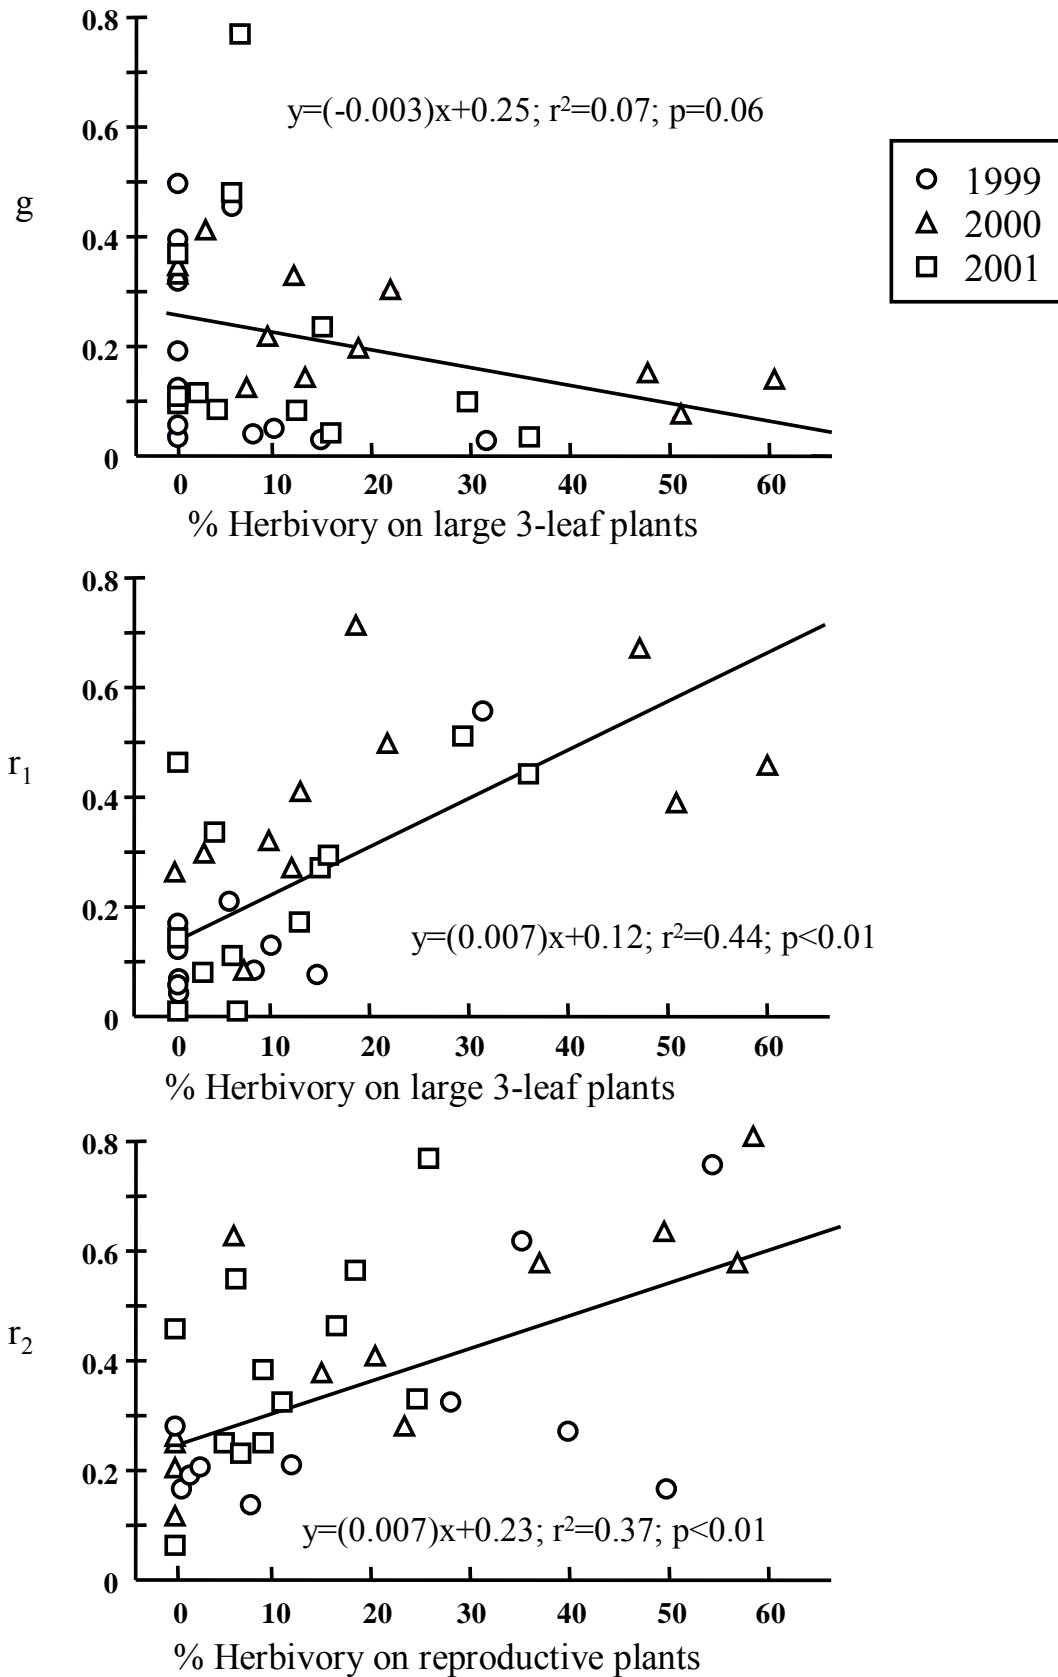 0.8
y=(-0.003)x+0.25; r²=0.07; p=0.06
0.6
1999
g
2000
0.4
2001
0.2
0
0 10 20 30 40 50 60
% Herbivory on large 3-leaf plants
0.8
0.6
r₁
0.4
0.2
y=(0.007)x+0.12; r²=0.44; p<0.01
0
0 10 20 30 40 50 60
% Herbivory on large 3-leaf plants
0.8
0.6
r₂
0.4
0.2
y=(0.007)x+0.23; r²=0.37; p<0.01
0
0 10 20 30 40 50 60
% Herbivory on reproductive plants